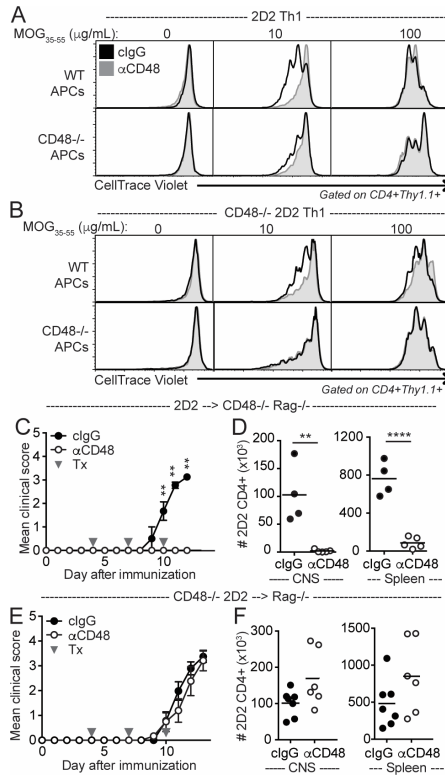 A
2D2 Th1
MOG35-55 (µg/mL): 0 10 100
cIgG
αCD48
WT
APCs
CD48-/-
APCs
CellTrace Violet
Gated on CD4+Thy1.1+
B
CD48-/- 2D2 Th1
MOG35-55 (µg/mL): 0 10 100
WT
APCs
CD48-/-
APCs
CellTrace Violet
Gated on CD4+Thy1.1+
2D2 --> CD48-/- Rag-/-
C
Mean clinical score
5
4
3
2
1
0
cIgG
αCD48
Tx
** ** **
0 5 10 15
Day after immunization
D
# 2D2 CD4+ (x10³)
200
150
100
50
0
**
cIgG αCD48
--- CNS ---
1200
800
400
0
****
cIgG αCD48
--- Spleen ---
CD48-/- 2D2 --> Rag-/-
E
Mean clinical score
5
4
3
2
1
0
cIgG
αCD48
Tx
0 5 10 15
Day after immunization
F
# 2D2 CD4+ (x10³)
300
200
100
0
cIgG αCD48
--- CNS ---
1500
1000
500
0
cIgG αCD48
--- Spleen ---